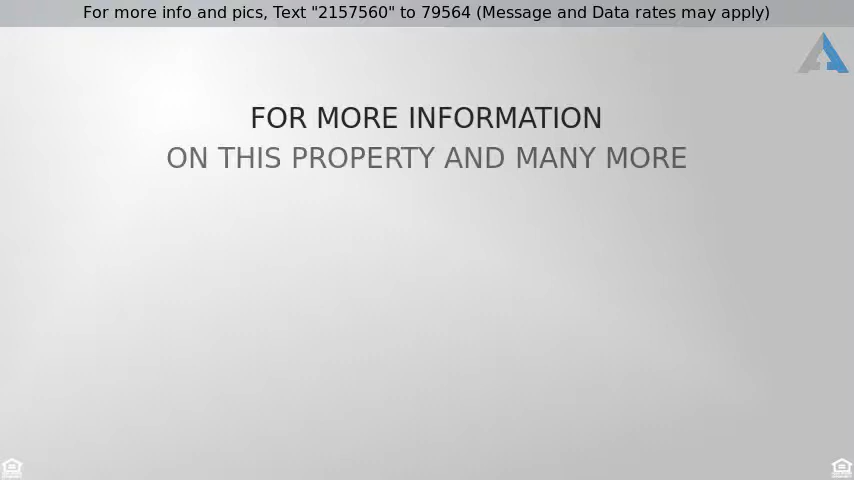 For more info and pics, Text "2157560" to 79564 (Message and Data rates may apply)
FOR MORE INFORMATION
ON THIS PROPERTY AND MANY MORE